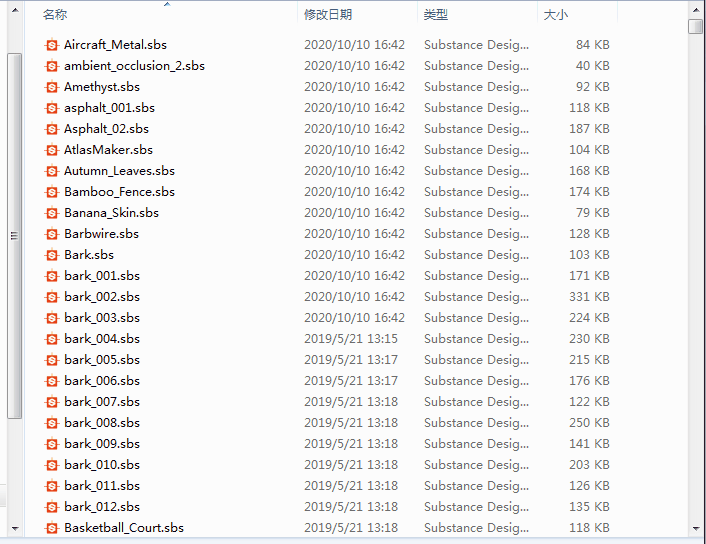 名称 修改日期 类型 大小
Aircraft_Metal.sbs 2020/10/10 16:42 Substance Desig... 84 KB
ambient_occlusion_2.sbs 2020/10/10 16:42 Substance Desig... 40 KB
Amethyst.sbs 2020/10/10 16:42 Substance Desig... 92 KB
asphalt_001.sbs 2020/10/10 16:42 Substance Desig... 118 KB
Asphalt_02.sbs 2020/10/10 16:42 Substance Desig... 187 KB
AtlasMaker.sbs 2020/10/10 16:42 Substance Desig... 104 KB
Autumn_Leaves.sbs 2020/10/10 16:42 Substance Desig... 168 KB
Bamboo_Fence.sbs 2020/10/10 16:42 Substance Desig... 174 KB
Banana_Skin.sbs 2020/10/10 16:42 Substance Desig... 79 KB
Barbwire.sbs 2020/10/10 16:42 Substance Desig... 128 KB
Bark.sbs 2020/10/10 16:42 Substance Desig... 103 KB
bark_001.sbs 2020/10/10 16:42 Substance Desig... 171 KB
bark_002.sbs 2020/10/10 16:42 Substance Desig... 331 KB
bark_003.sbs 2020/10/10 16:42 Substance Desig... 224 KB
bark_004.sbs 2019/5/21 13:15 Substance Desig... 230 KB
bark_005.sbs 2019/5/21 13:17 Substance Desig... 215 KB
bark_006.sbs 2019/5/21 13:17 Substance Desig... 176 KB
bark_007.sbs 2019/5/21 13:18 Substance Desig... 122 KB
bark_008.sbs 2019/5/21 13:18 Substance Desig... 250 KB
bark_009.sbs 2019/5/21 13:18 Substance Desig... 141 KB
bark_010.sbs 2019/5/21 13:18 Substance Desig... 203 KB
bark_011.sbs 2019/5/21 13:18 Substance Desig... 126 KB
bark_012.sbs 2019/5/21 13:18 Substance Desig... 135 KB
Basketball_Court.sbs 2019/5/21 13:18 Substance Desig... 118 KB